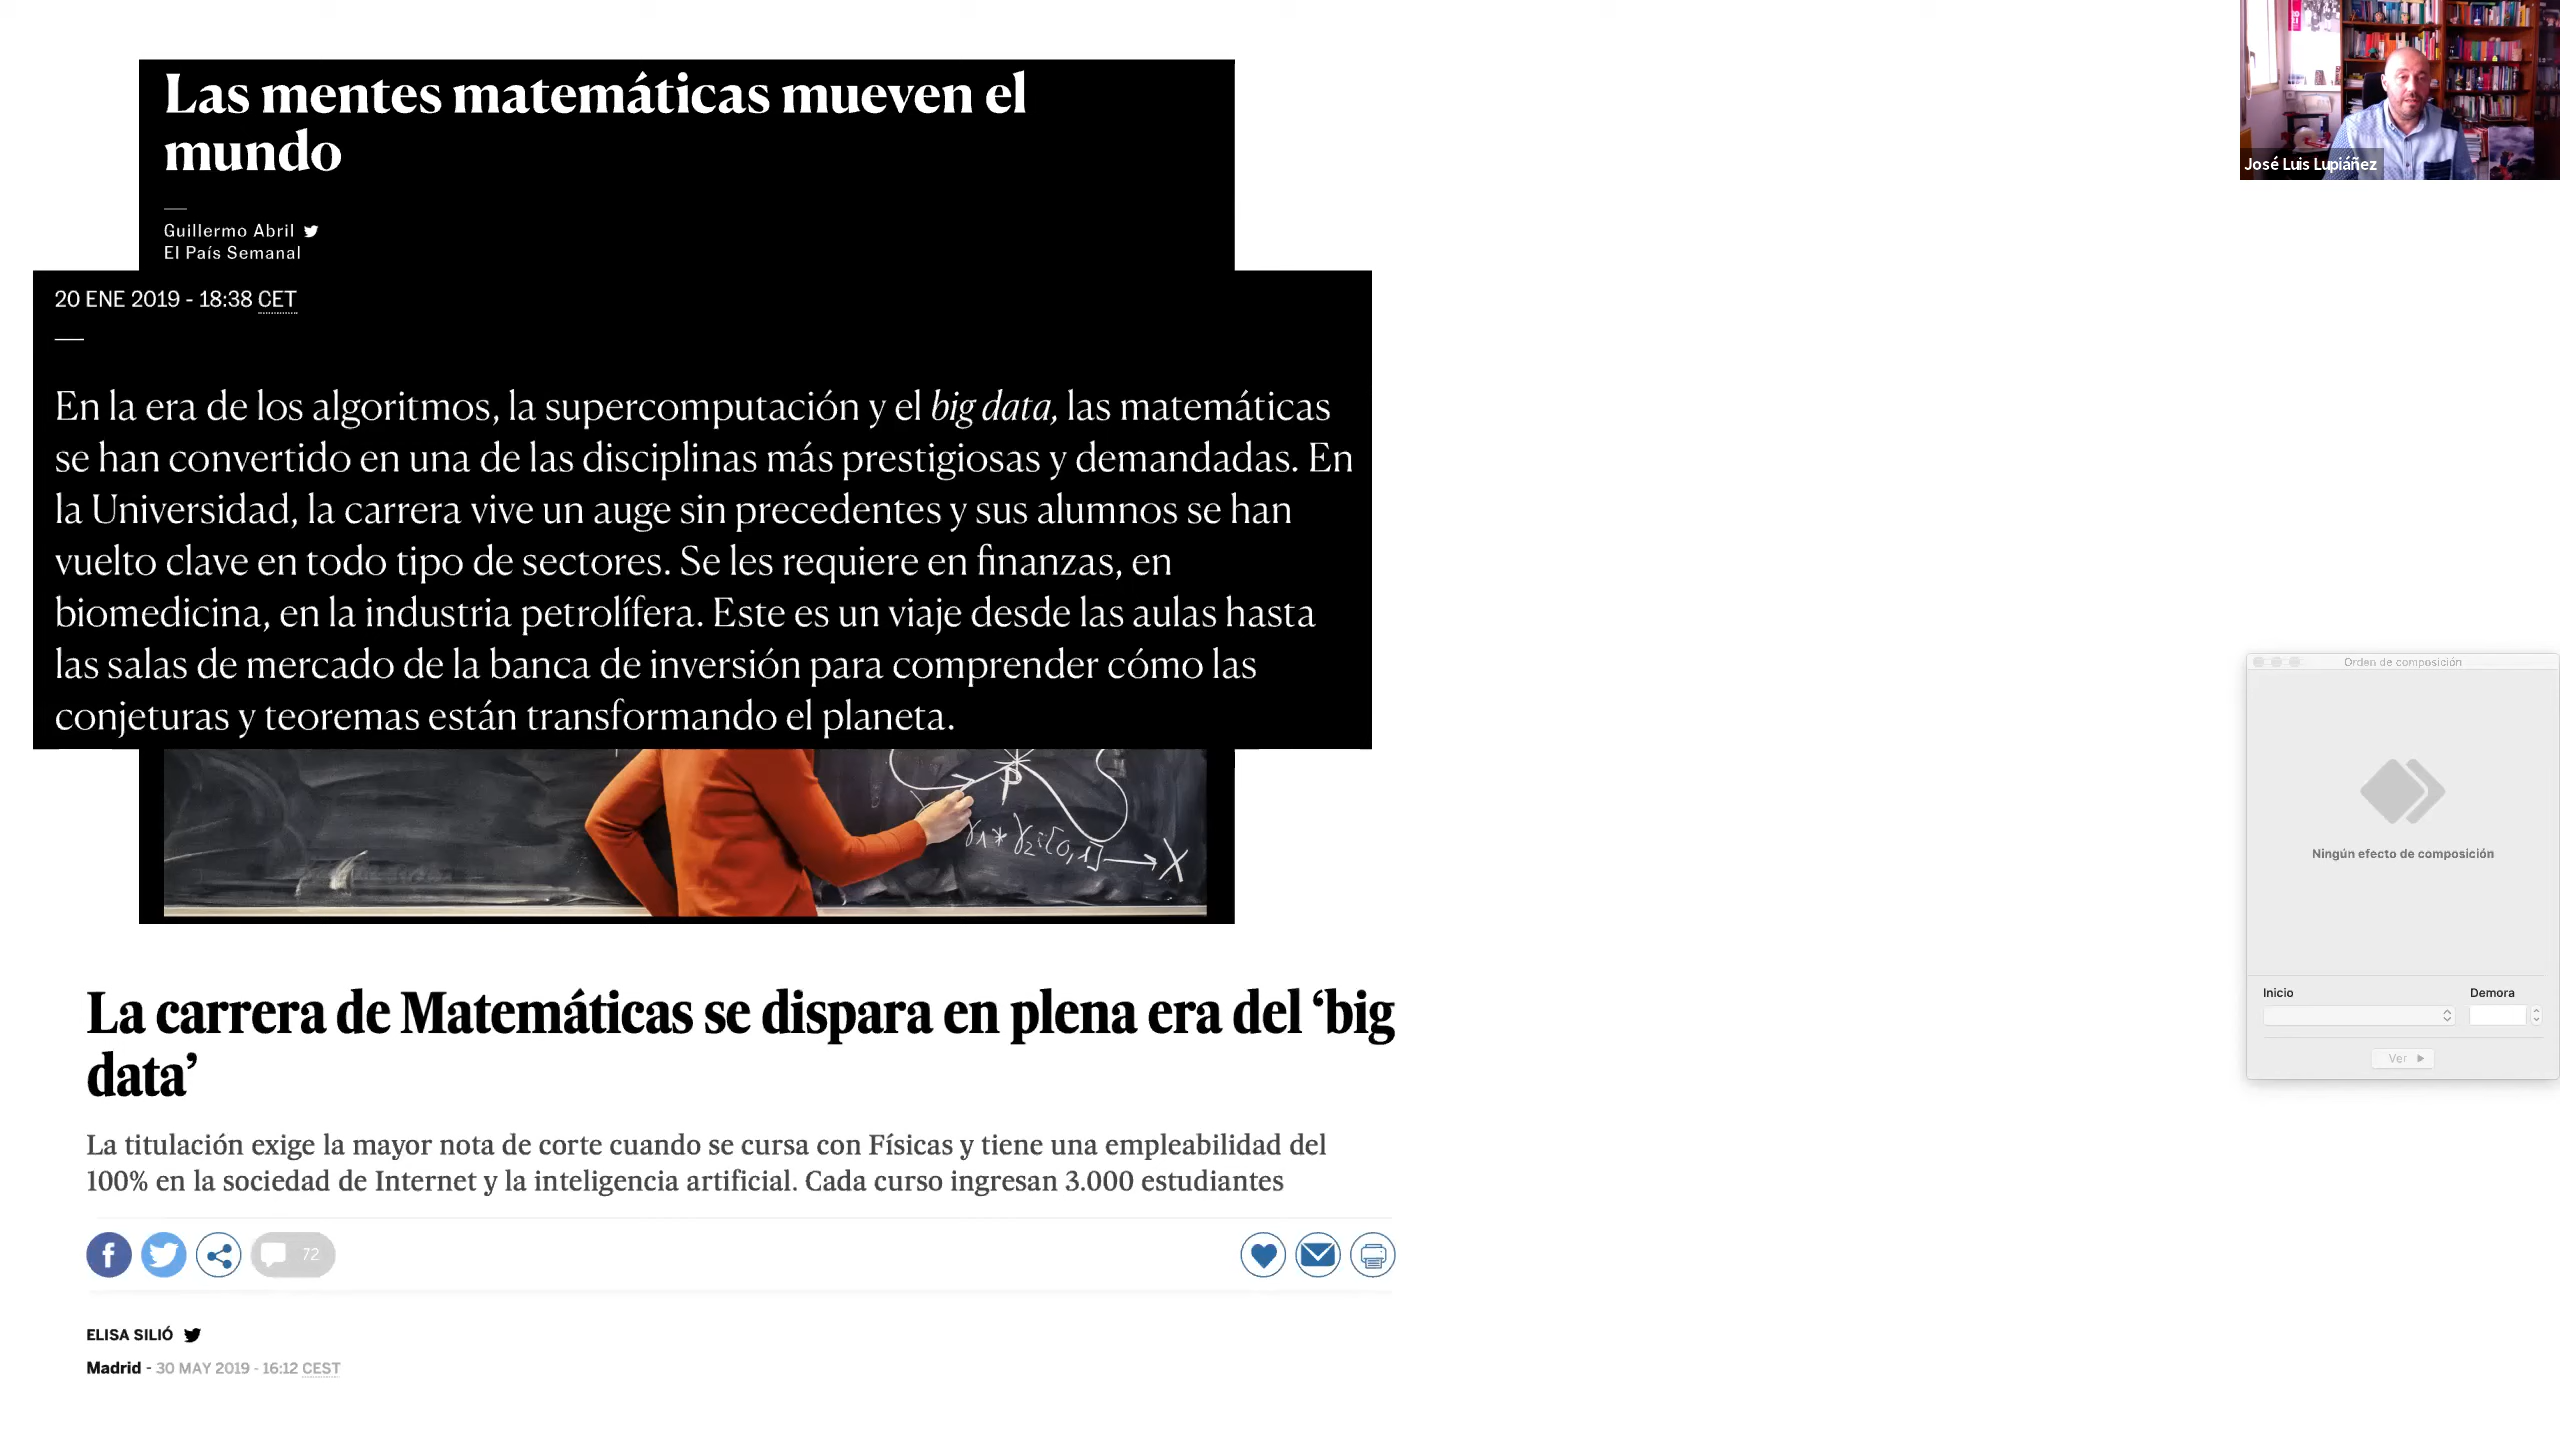 Las mentes matemáticas mueven el
mundo
Guillermo Abril
El País Semanal
20 ENE 2019 - 18:38 CET
En la era de los algoritmos, la supercomputación y el big data, las matemáticas
se han convertido en una de las disciplinas más prestigiosas y demandadas. En
la Universidad, la carrera vive un auge sin precedentes y sus alumnos se han
vuelto clave en todo tipo de sectores. Se les requiere en finanzas, en
biomedicina, en la industria petrolífera. Este es un viaje desde las aulas hasta
las salas de mercado de la banca de inversión para comprender cómo las
conjeturas y teoremas están transformando el planeta.
P
γ1 * γ2 : [0,1] → X
La carrera de Matemáticas se dispara en plena era del ‘big
data’
La titulación exige la mayor nota de corte cuando se cursa con Físicas y tiene una empleabilidad del
100% en la sociedad de Internet y la inteligencia artificial. Cada curso ingresan 3.000 estudiantes
72
ELISA SILIÓ
Madrid - 30 MAY 2019 - 16:12 CEST
José Luis Lupiáñez
Orden de composición
Ningún efecto de composición
Inicio Demora
Ver